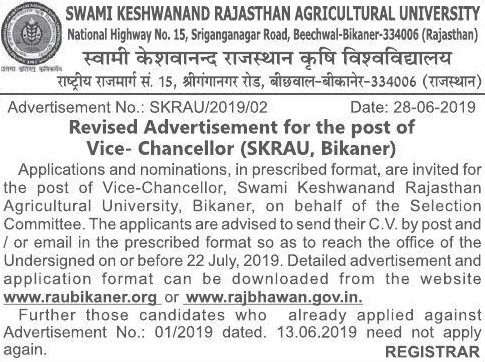 SWAMI KESHWANAND RAJASTHAN AGRICULTURAL UNIVERSITY
National Highway No. 15, Sriganganagar Road, Beechwal-Bikaner-334006 (Rajasthan)
स्वामी केशवानन्द राजस्थान कृषि विश्वविद्यालय
राष्ट्रीय राजमार्ग सं. 15, श्रीगंगानगर रोड, बीछवाल-बीकानेर-334006 (राजस्थान)
Advertisement No.: SKRAU/2019/02 Date: 28-06-2019
Revised Advertisement for the post of
Vice- Chancellor (SKRAU, Bikaner)
Applications and nominations, in prescribed format, are invited for
the post of Vice-Chancellor, Swami Keshwanand Rajasthan
Agricultural University, Bikaner, on behalf of the Selection
Committee. The applicants are advised to send their C.V. by post and
/ or email in the prescribed format so as to reach the office of the
Undersigned on or before 22 July, 2019. Detailed advertisement and
application format can be downloaded from the website
www.raubikaner.org or www.rajbhawan.gov.in.
Further those candidates who already applied against
Advertisement No.: 01/2019 dated. 13.06.2019 need not apply
again. REGISTRAR